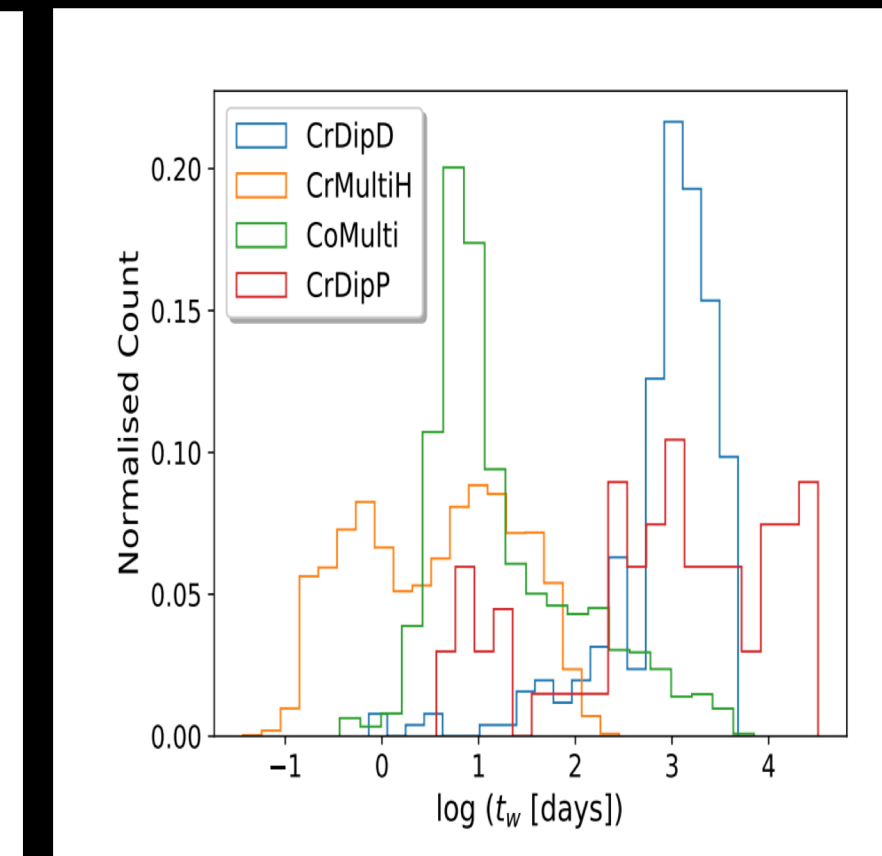 CrDipD
CrMultiH
CoMulti
CrDipP
Normalised Count
0.20
0.15
0.10
0.05
0.00
−1 0 1 2 3 4
log (t_w [days])